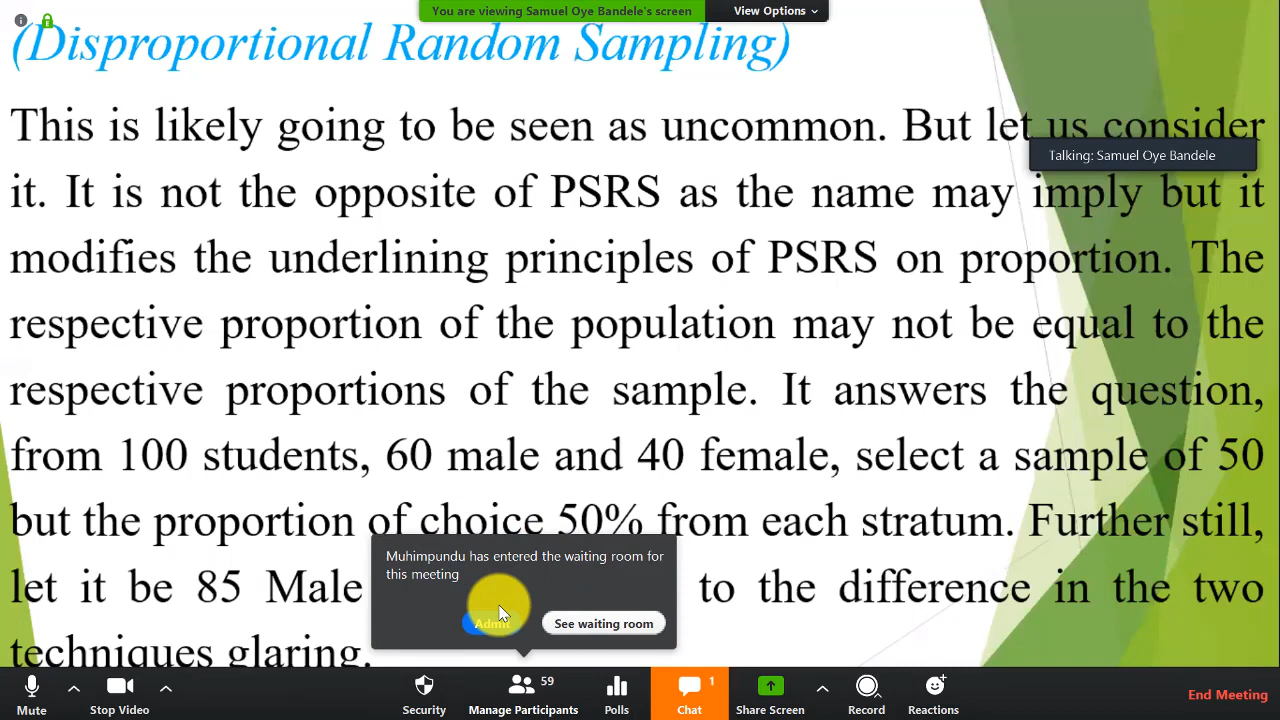 You are viewing Samuel Oye Bandele's screen
View Options
(Disproportional Random Sampling)
This is likely going to be seen as uncommon. But let us consider
Talking: Samuel Oye Bandele
it. It is not the opposite of PSRS as the name may imply but it
modifies the underlining principles of PSRS on proportion. The
respective proportion of the population may not be equal to the
respective proportions of the sample. It answers the question,
from 100 students, 60 male and 40 female, select a sample of 50
but the proportion of choice 50% from each stratum. Further still,
Muhimpundu has entered the waiting room for
this meeting
let it be 85 Male to the difference in the two
Admit
See waiting room
techniques glaring.
59
1
Mute
Stop Video
Security
Manage Participants
Polls
Chat
Share Screen
Record
Reactions
End Meeting